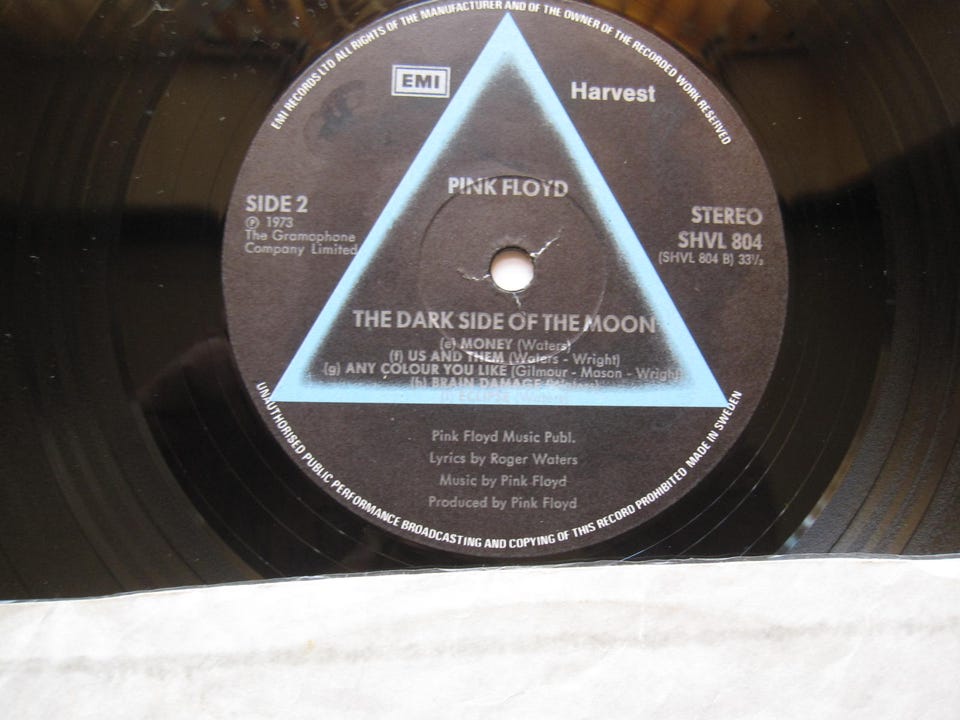 EMI RECORDS LTD ALL RIGHTS OF THE MANUFACTURER AND OF THE OWNER OF THE RECORDED WORK RESERVED
EMI
Harvest
PINK FLOYD
SIDE 2
℗ 1973
The Gramophone
Company Limited
STEREO
SHVL 804
(SHVL 804 B) 33⅓
THE DARK SIDE OF THE MOON
(e) MONEY (Waters)
(f) US AND THEM (Waters - Wright)
(g) ANY COLOUR YOU LIKE (Gilmour - Mason - Wright)
(h) BRAIN DAMAGE (Waters)
(i) ECLIPSE (Waters)
Pink Floyd Music Publ.
Lyrics by Roger Waters
Music by Pink Floyd
Produced by Pink Floyd
UNAUTHORISED PUBLIC PERFORMANCE BROADCASTING AND COPYING OF THIS RECORD PROHIBITED MADE IN SWEDEN